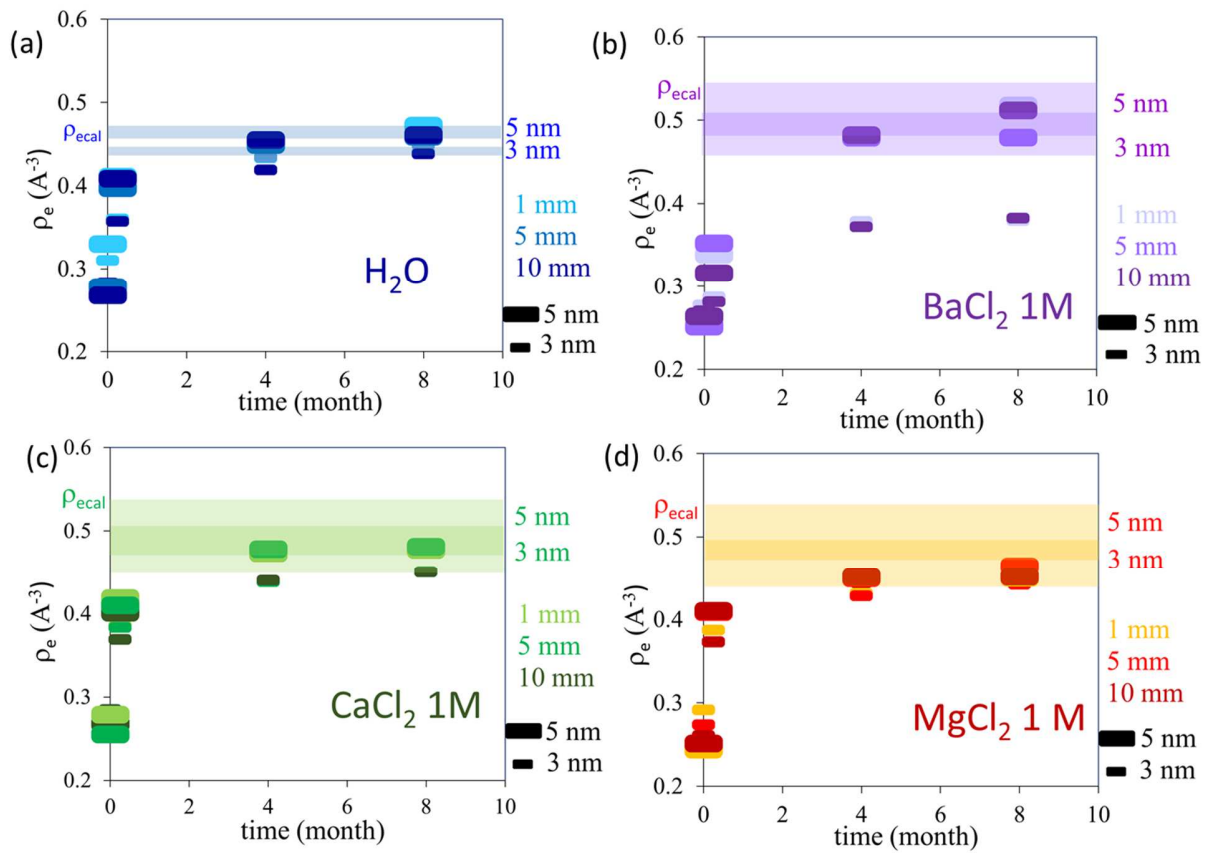 (a)
0.6
0.5
0.4
0.3
0.2
ρecal
ρe (A-3)
5 nm
3 nm
1 mm
5 mm
10 mm
H2O
5 nm
3 nm
0 2 4 6 8 10
time (month)
(b)
0.6
0.5
0.4
0.3
0.2
ρecal
ρe (A-3)
5 nm
3 nm
1 mm
5 mm
10 mm
BaCl2 1M
5 nm
3 nm
0 2 4 6 8 10
time (month)
(c)
0.6
0.5
0.4
0.3
0.2
ρecal
ρe (A-3)
5 nm
3 nm
1 mm
5 mm
10 mm
CaCl2 1M
5 nm
3 nm
0 2 4 6 8 10
time (month)
(d)
0.6
0.5
0.4
0.3
0.2
ρecal
ρe (A-3)
5 nm
3 nm
1 mm
5 mm
10 mm
MgCl2 1 M
5 nm
3 nm
0 2 4 6 8 10
time (month)